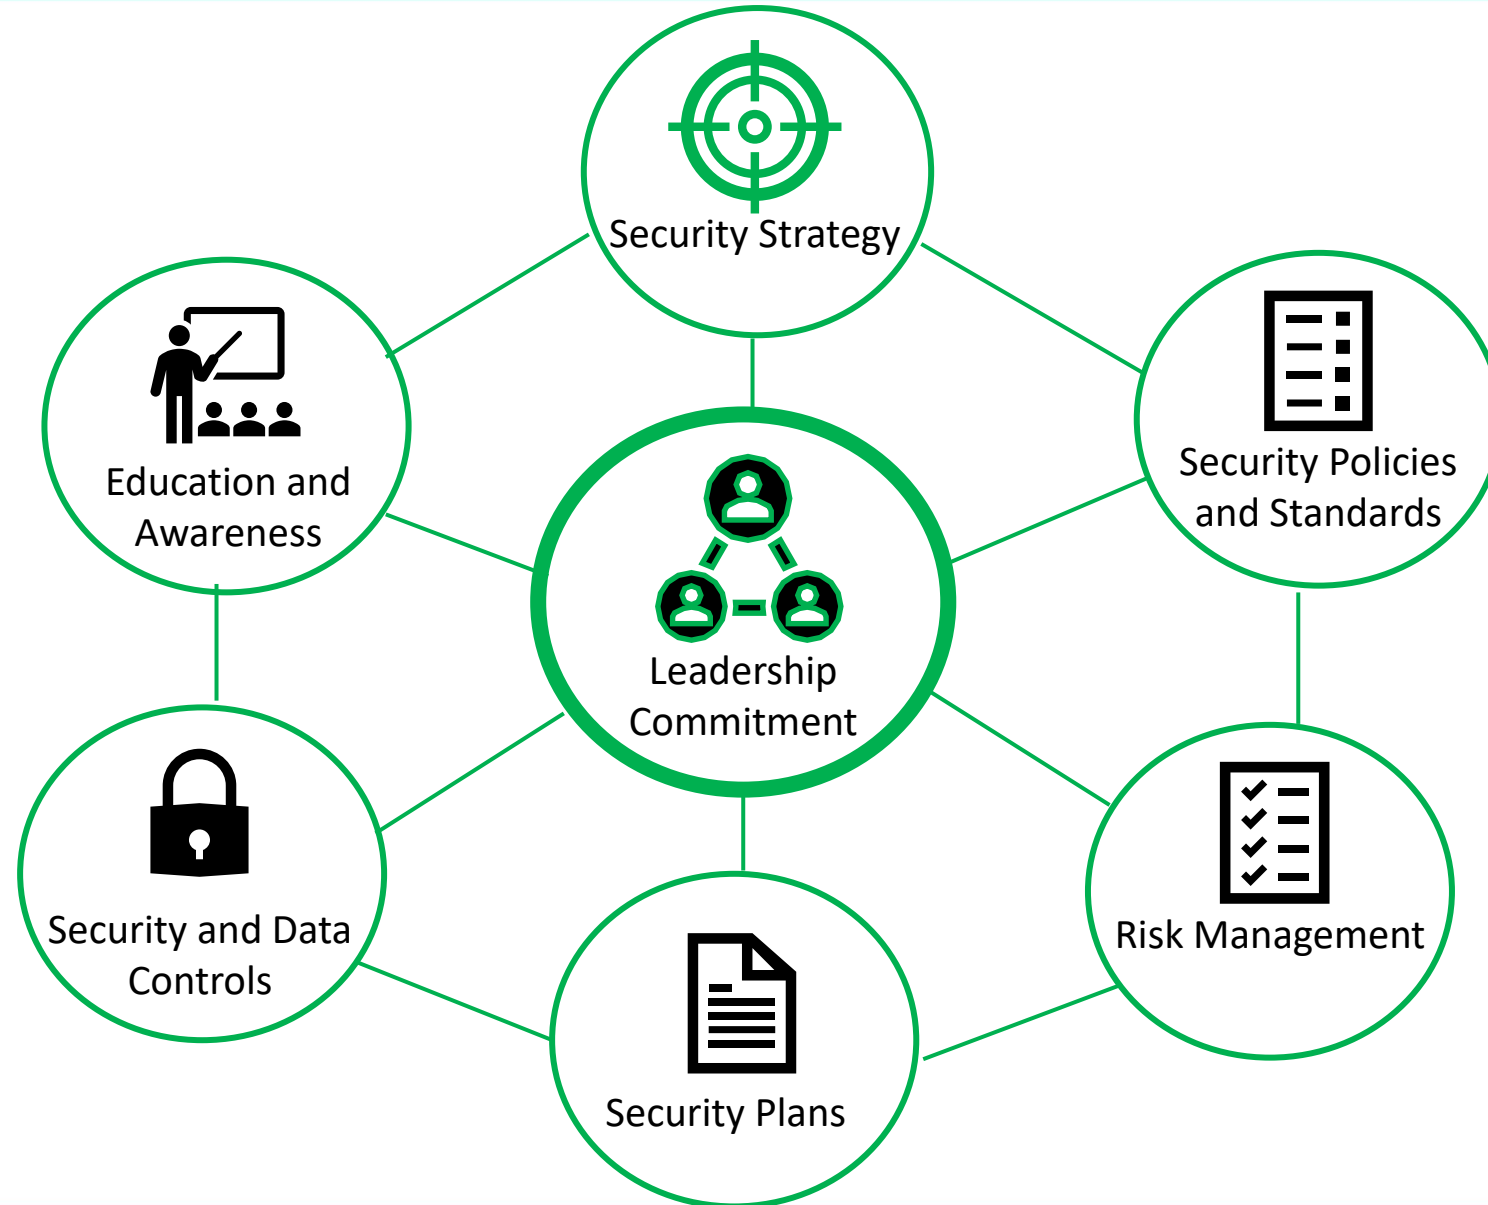 Security Strategy
Education and
Awareness
Security Policies
and Standards
Leadership
Commitment
Security and Data
Controls
Risk Management
Security Plans